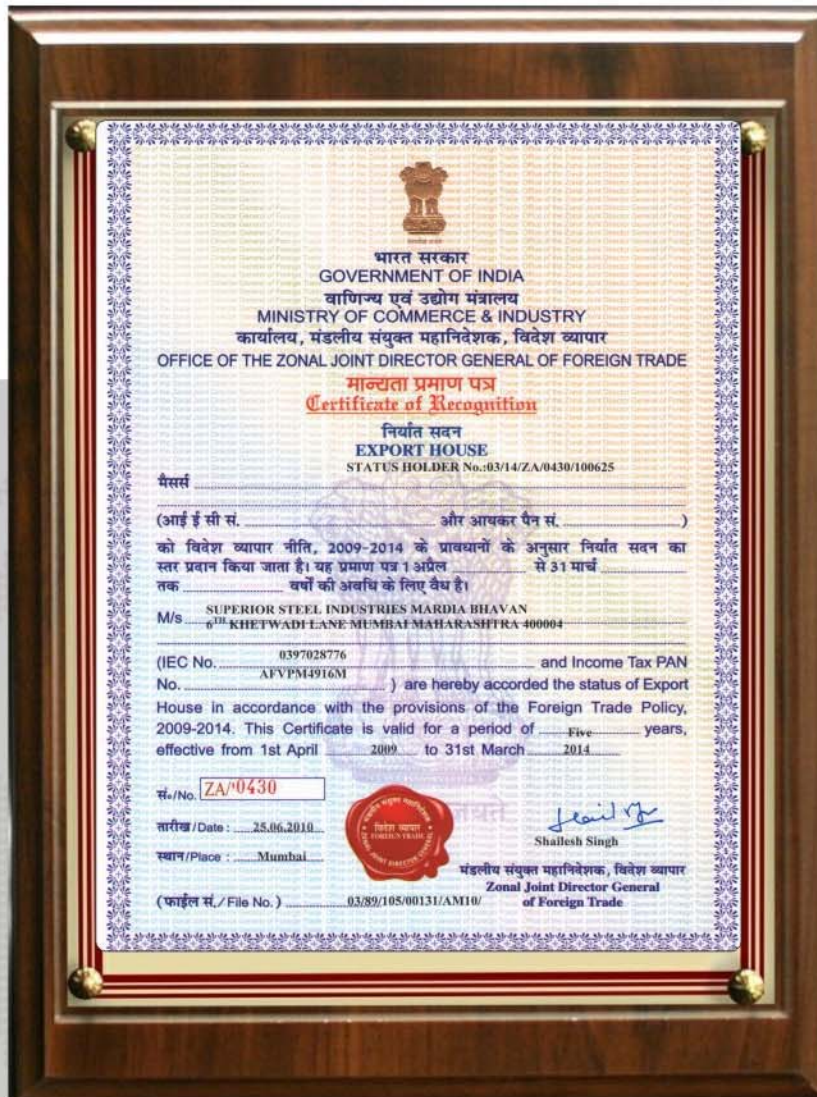 भारत सरकार
GOVERNMENT OF INDIA
वाणिज्य एवं उद्योग मंत्रालय
MINISTRY OF COMMERCE & INDUSTRY
कार्यालय, मंडलीय संयुक्त महानिदेशक, विदेश व्यापार
OFFICE OF THE ZONAL JOINT DIRECTOR GENERAL OF FOREIGN TRADE
मान्यता प्रमाण पत्र
Certificate of Recognition
निर्यात सदन
EXPORT HOUSE
STATUS HOLDER No.:03/14/ZA/0430/100625
मैसर्स
(आई ई सी सं. और आयकर पैन सं. )
को विदेश व्यापार नीति, 2009-2014 के प्रावधानों के अनुसार निर्यात सदन का
स्तर प्रदान किया जाता है। यह प्रमाण पत्र 1 अप्रैल से 31 मार्च
तक वर्षों की अवधि के लिए वैध है।
M/s SUPERIOR STEEL INDUSTRIES MARDIA BHAVAN
6TH KHETWADI LANE MUMBAI MAHARASHTRA 400004
(IEC No. 0397028776 and Income Tax PAN
No. AFVPM4916M ) are hereby accorded the status of Export
House in accordance with the provisions of the Foreign Trade Policy,
2009-2014. This Certificate is valid for a period of Five years,
effective from 1st April 2009 to 31st March 2014
सं०/No. ZA/0430
तारीख/Date : 25.06.2010
स्थान/Place : Mumbai
(फाईल सं./File No.) 03/89/105/00131/AM10/
विदेश व्यापार
FOREIGN TRADE
ZONAL JOINT DIRECTOR GENERAL
Shailesh Singh
मंडलीय संयुक्त महानिदेशक, विदेश व्यापार
Zonal Joint Director General
of Foreign Trade